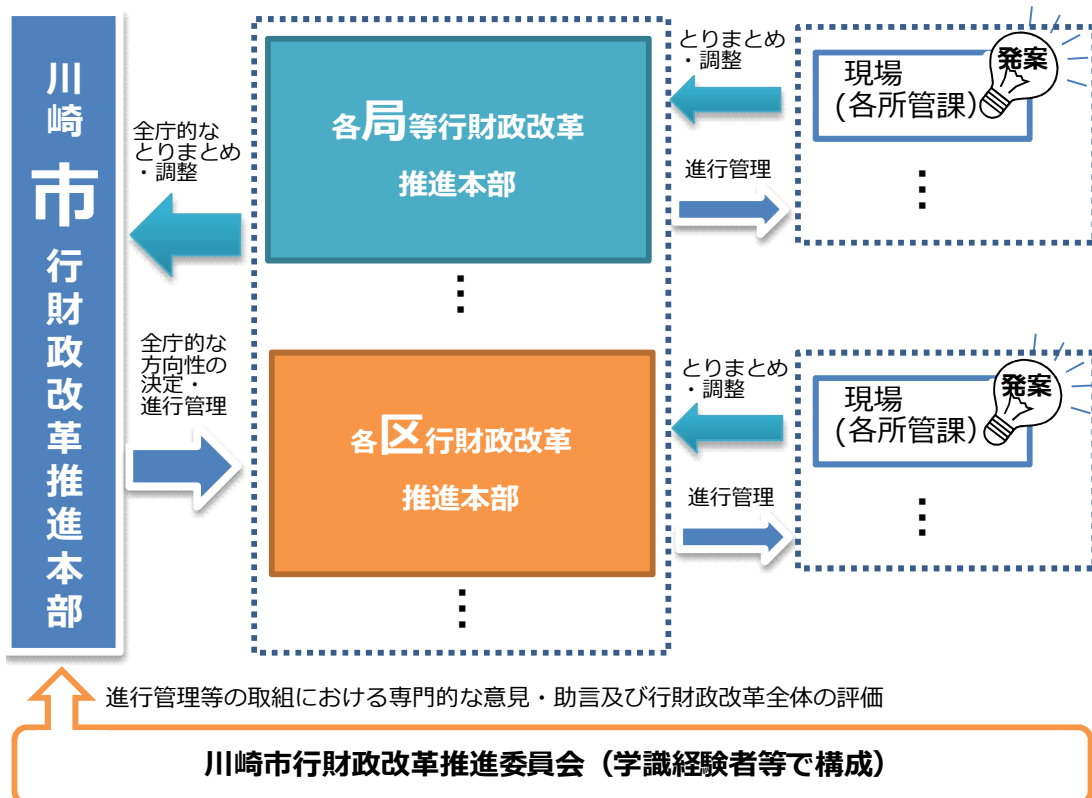 川崎市行財政改革推進本部
全庁的な
とりまとめ
・調整
全庁的な
方向性の
決定・
進行管理
各局等行財政改革
推進本部
⋮
各区行財政改革
推進本部
⋮
とりまとめ
・調整
進行管理
現場
(各所管課)
発案
⋮
とりまとめ
・調整
進行管理
現場
(各所管課)
発案
⋮
進行管理等の取組における専門的な意見・助言及び行財政改革全体の評価
川崎市行財政改革推進委員会（学識経験者等で構成）